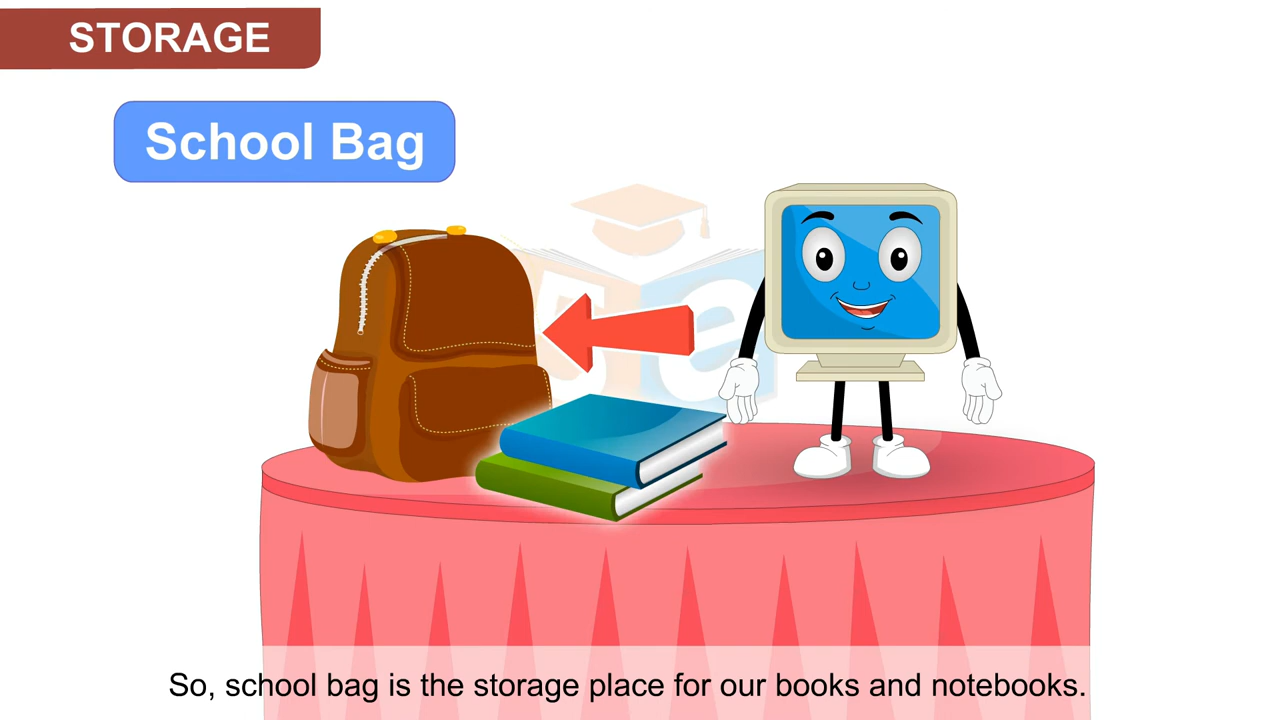 STORAGE
School Bag
So, school bag is the storage place for our books and notebooks.